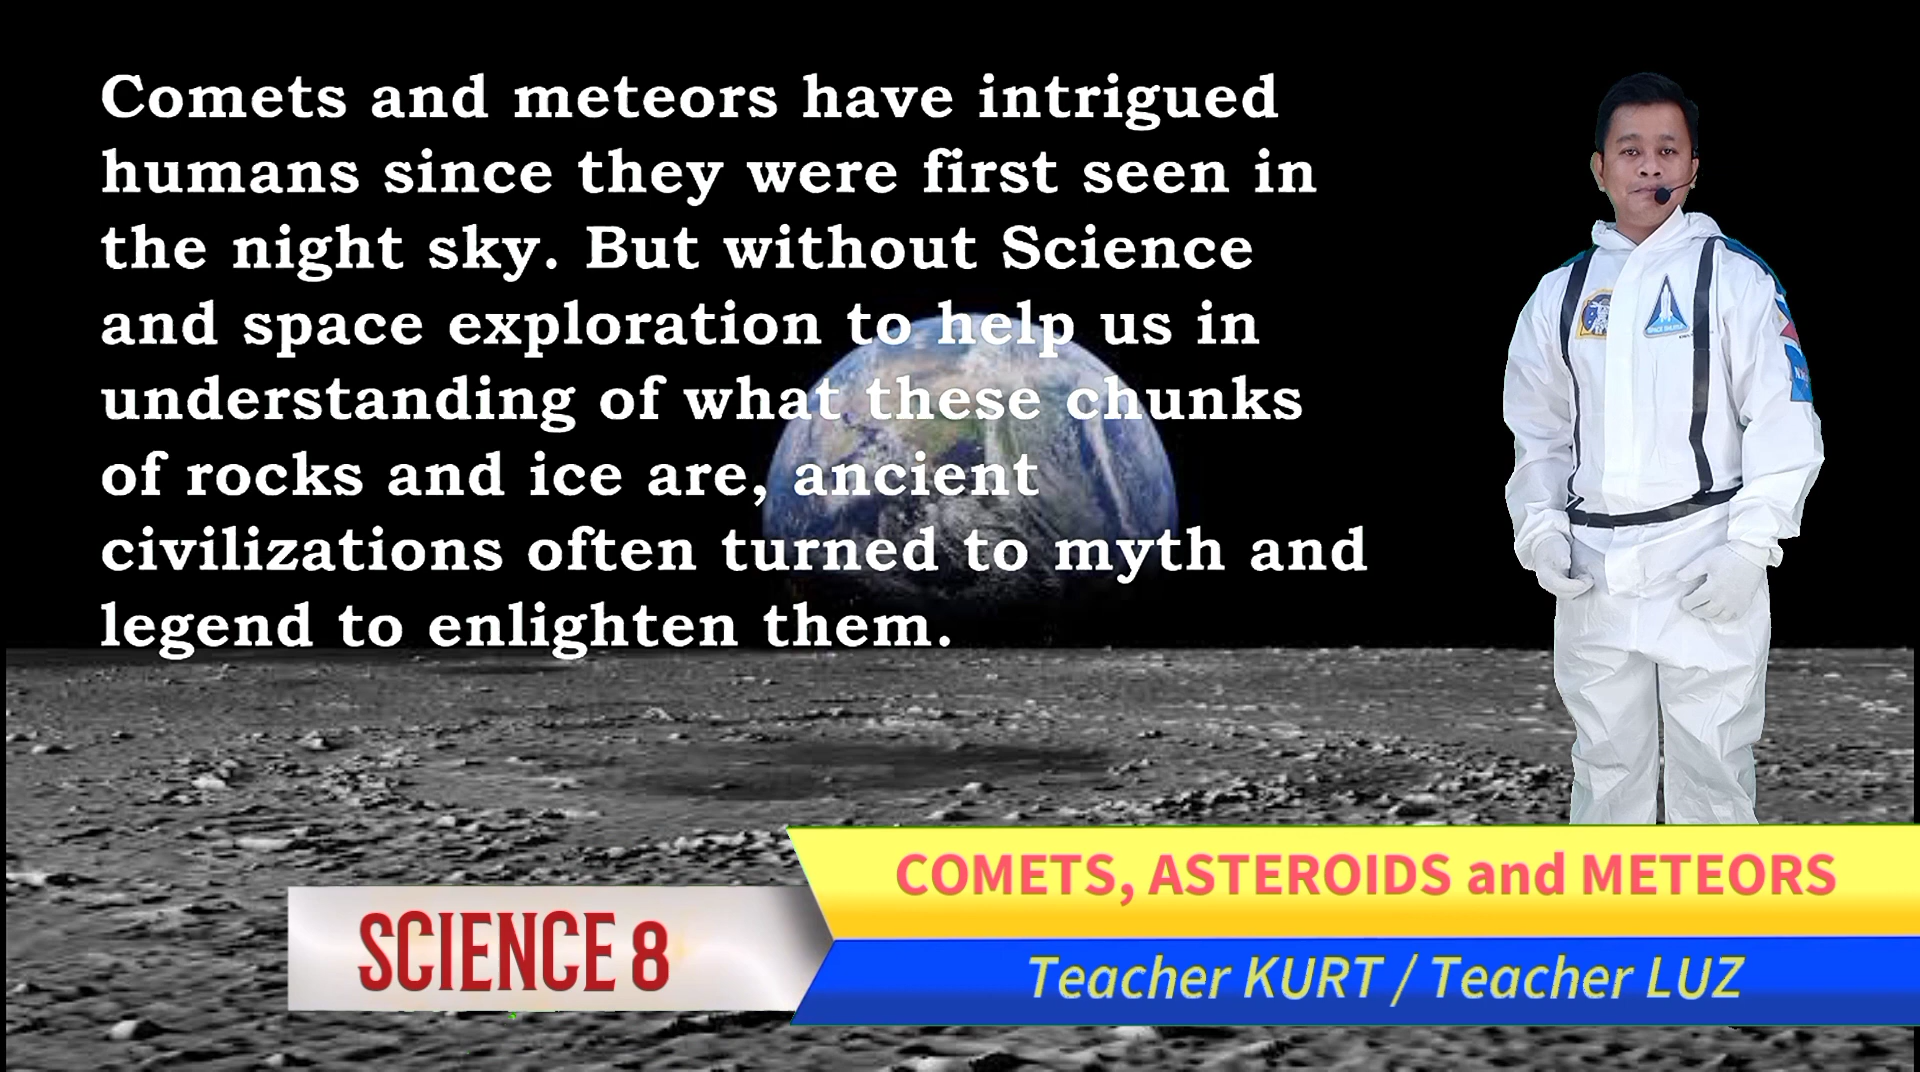 Comets and meteors have intrigued
humans since they were first seen in
the night sky. But without Science
and space exploration to help us in
understanding of what these chunks
of rocks and ice are, ancient
civilizations often turned to myth and
legend to enlighten them.
COMETS, ASTEROIDS and METEORS
SCIENCE 8
Teacher KURT / Teacher LUZ